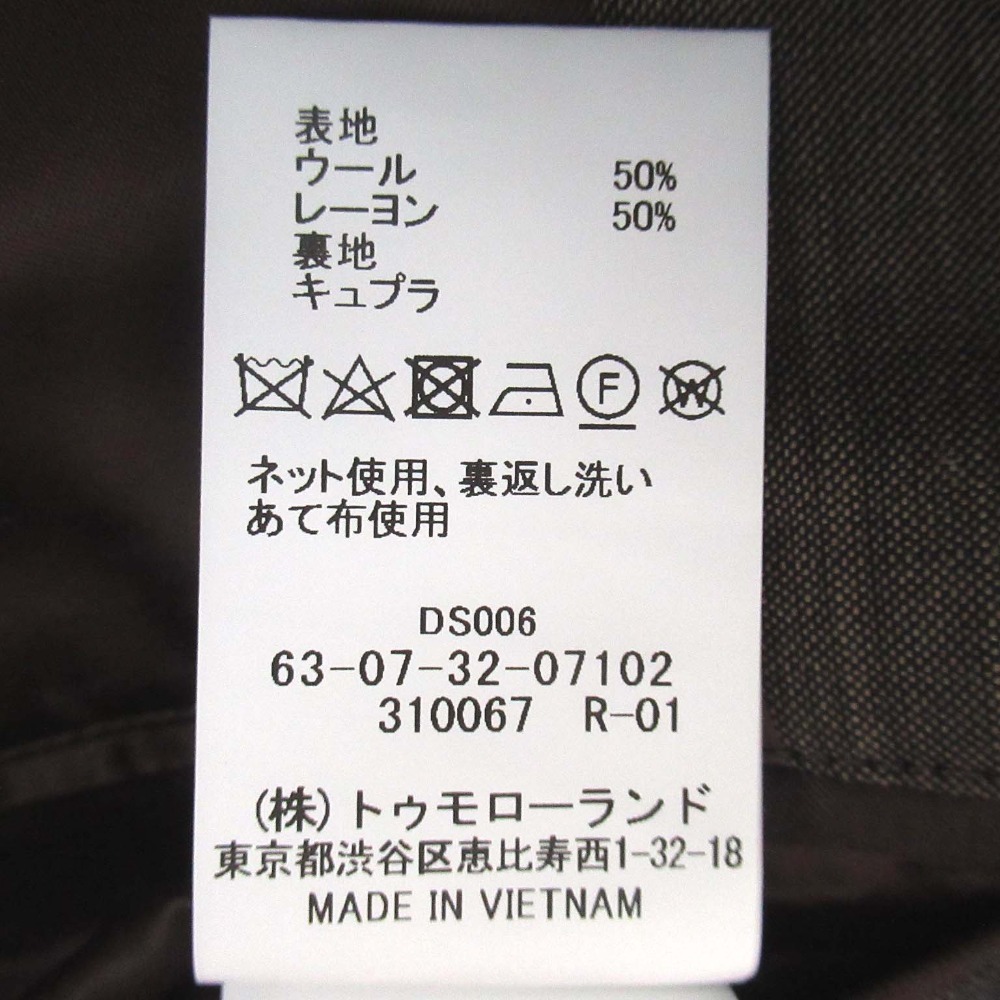 表地
ウール 50%
レーヨン 50%
裏地
キュプラ
F W
ネット使用、裏返し洗い
あて布使用
DS006
63-07-32-07102
310067 R-01
(株)トゥモローランド
東京都渋谷区恵比寿西1-32-18
MADE IN VIETNAM